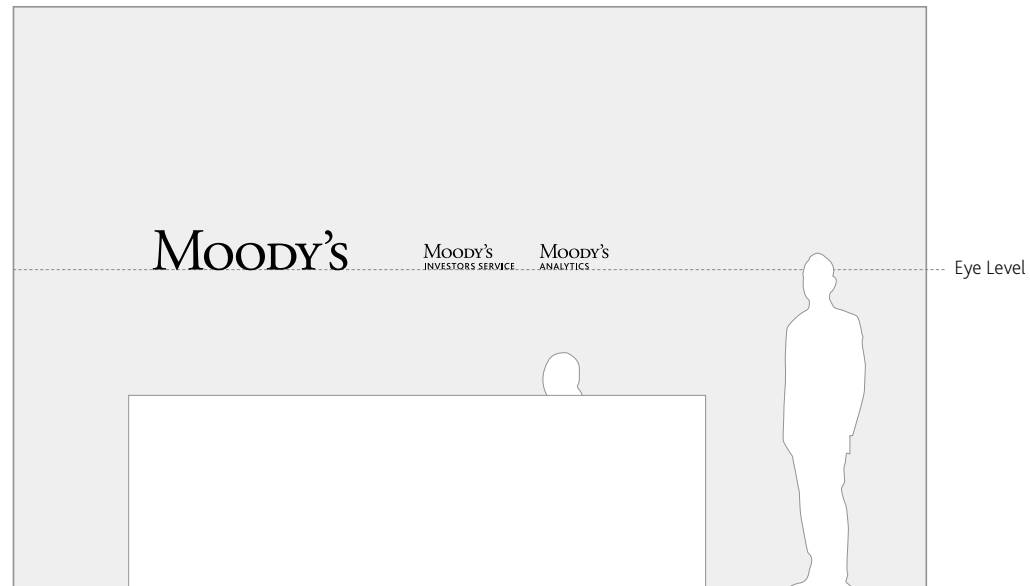 Moody's
Moody's
INVESTORS SERVICE
Moody's
ANALYTICS
Eye Level